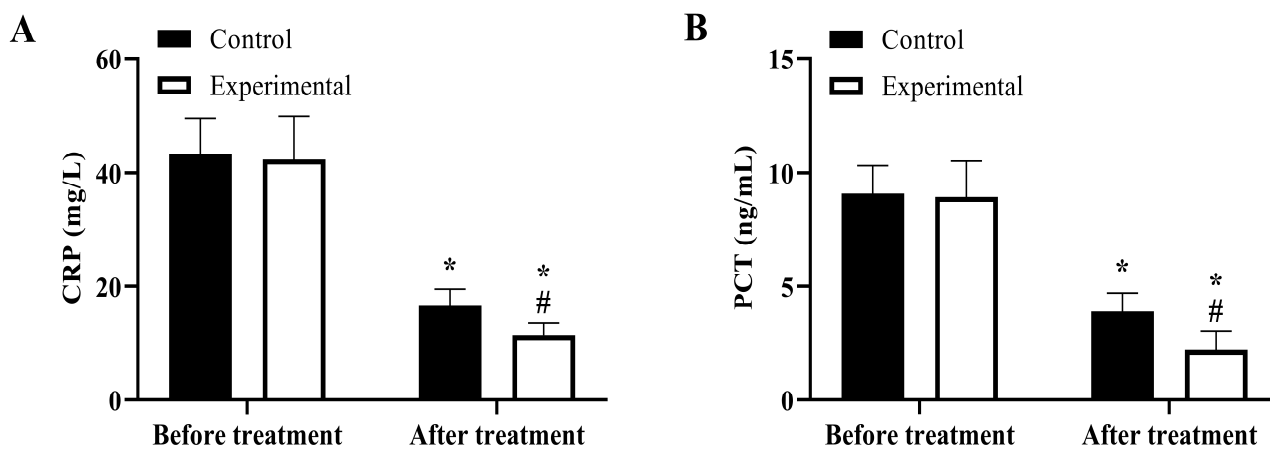 A
Control
Experimental
CRP (mg/L)
60
40
20
0
*
*
#
Before treatment
After treatment
B
Control
Experimental
PCT (ng/mL)
15
10
5
0
*
*
#
Before treatment
After treatment